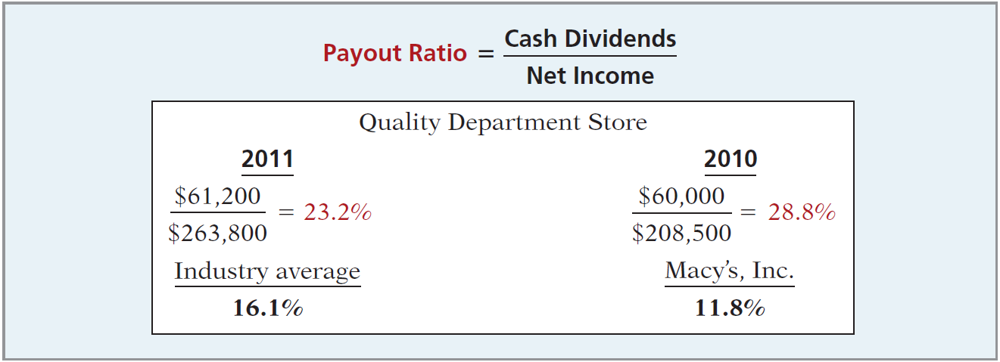 Payout Ratio = Cash Dividends / Net Income
Quality Department Store
2011 2010
$61,200 / $263,800 = 23.2% $60,000 / $208,500 = 28.8%
Industry average Macy's, Inc.
16.1% 11.8%